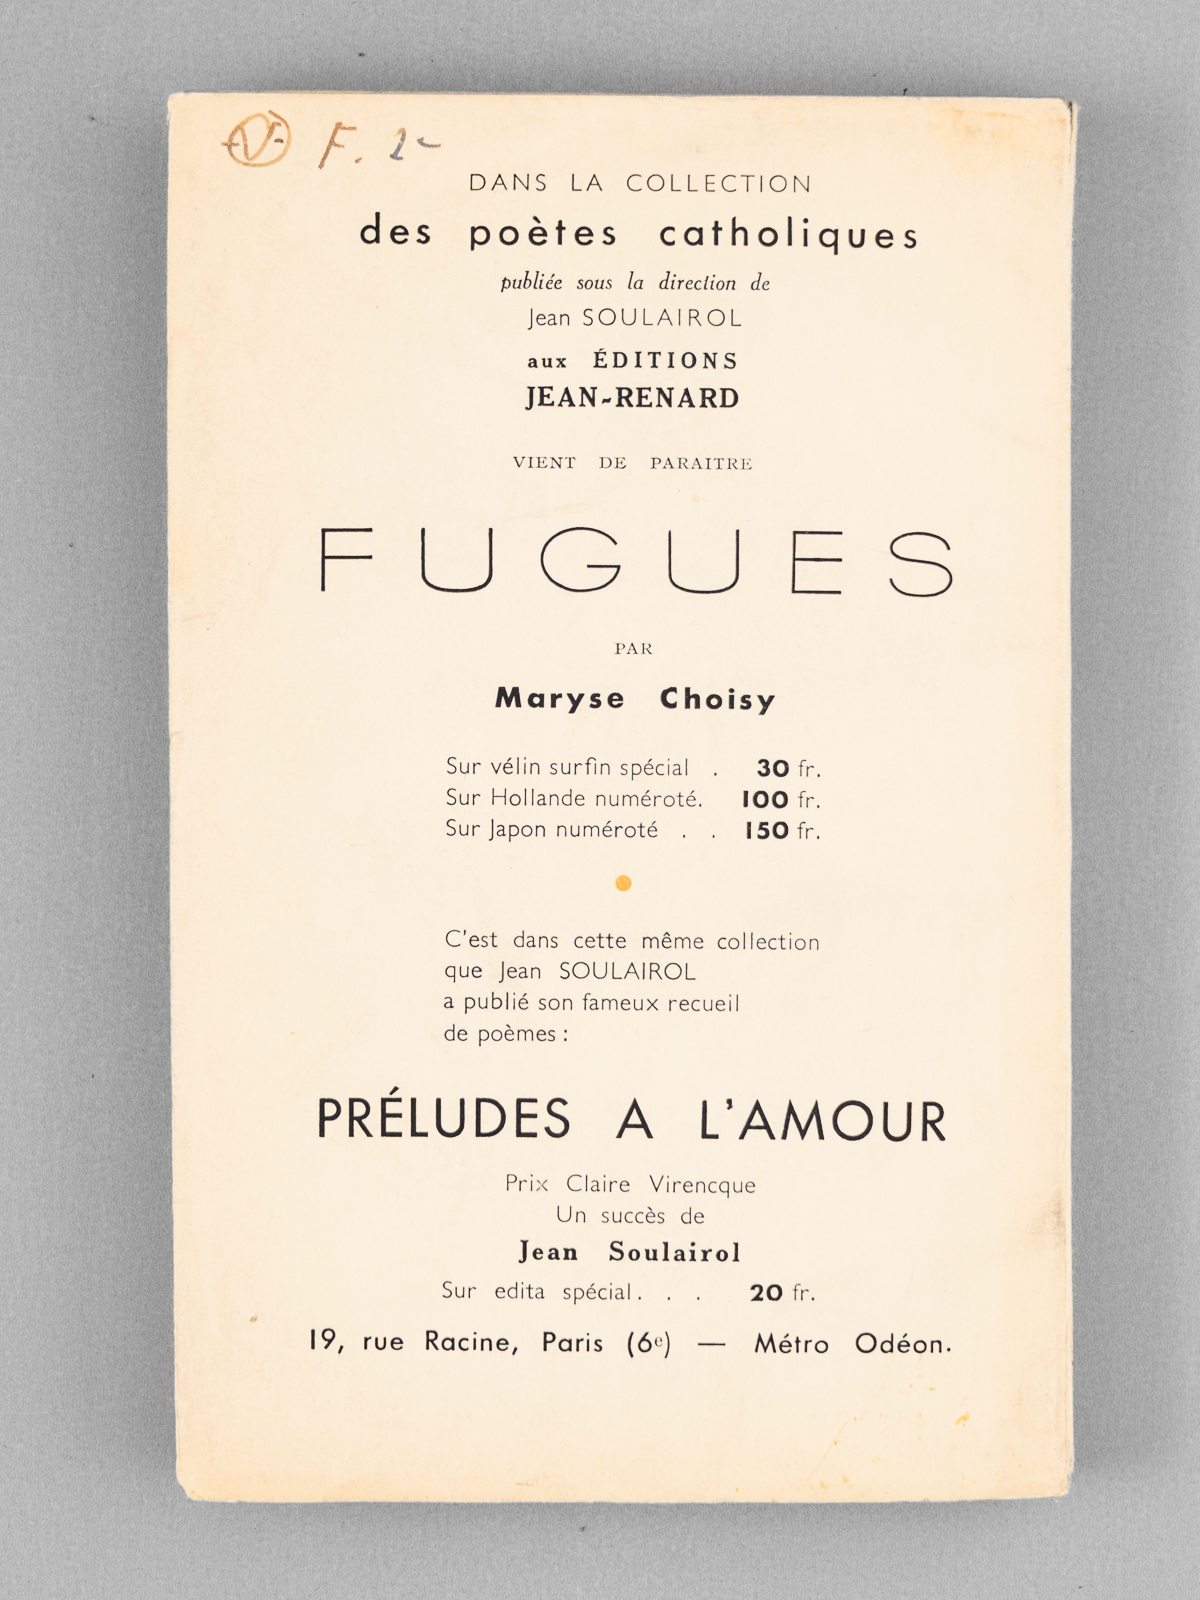 F. 2-
DANS LA COLLECTION
des poètes catholiques
publiée sous la direction de
Jean SOULAIROL
aux ÉDITIONS
JEAN-RENARD
VIENT DE PARAITRE
FUGUES
PAR
Maryse Choisy
Sur vélin surfin spécial . 30 fr.
Sur Hollande numéroté. 100 fr.
Sur Japon numéroté . . 150 fr.
C'est dans cette même collection
que Jean SOULAIROL
a publié son fameux recueil
de poèmes :
PRÉLUDES A L'AMOUR
Prix Claire Virencque
Un succès de
Jean Soulairol
Sur edita spécial. . . 20 fr.
19, rue Racine, Paris (6e) — Métro Odéon.